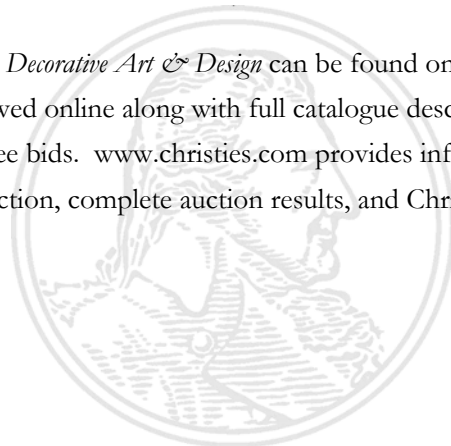 Decorative Art & Design can be found on
ved online along with full catalogue desc
ee bids. www.christies.com provides inf
ction, complete auction results, and Chri